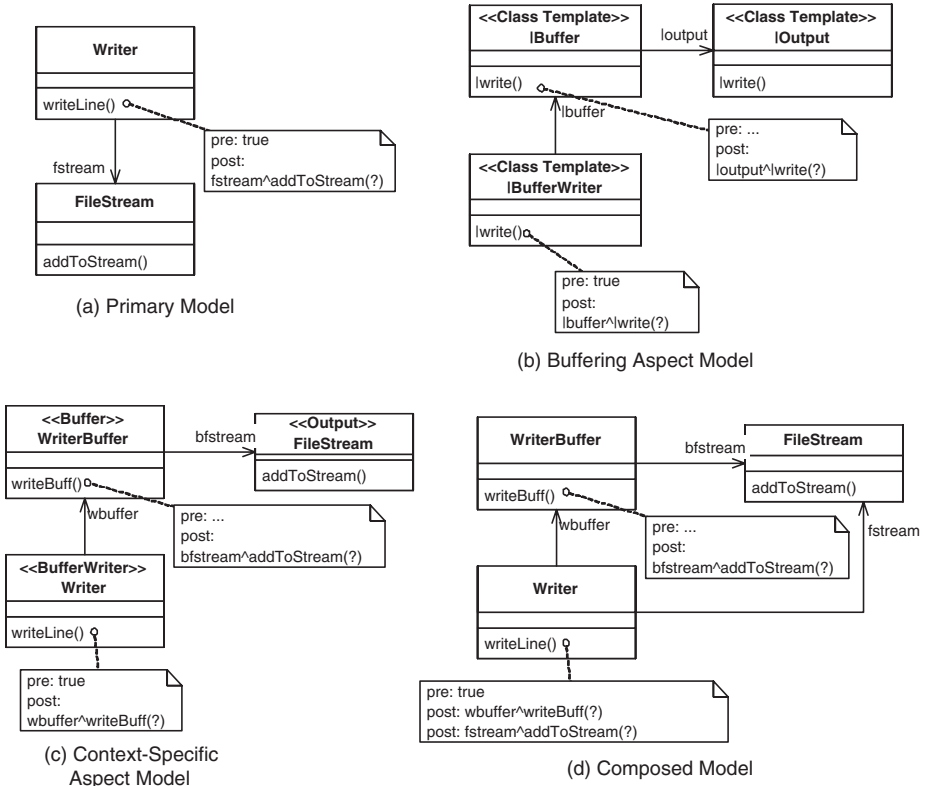 Writer
writeLine()
pre: true
post:
fstream^addToStream(?)
fstream
FileStream
addToStream()
(a) Primary Model
<<Class Template>>
|Buffer
|write()
|output
<<Class Template>>
|Output
|write()
|buffer
pre: ...
post:
|output^|write(?)
<<Class Template>>
|BufferWriter
|write()
pre: true
post:
|buffer^|write(?)
(b) Buffering Aspect Model
<<Buffer>>
WriterBuffer
writeBuff()
bfstream
<<Output>>
FileStream
addToStream()
wbuffer
pre: ...
post:
bfstream^addToStream(?)
<<BufferWriter>>
Writer
writeLine()
pre: true
post:
wbuffer^writeBuff(?)
(c) Context-Specific
Aspect Model
WriterBuffer
writeBuff()
bfstream
FileStream
addToStream()
wbuffer
fstream
pre: ...
post:
bfstream^addToStream(?)
Writer
writeLine()
pre: true
post: wbuffer^writeBuff(?)
post: fstream^addToStream(?)
(d) Composed Model